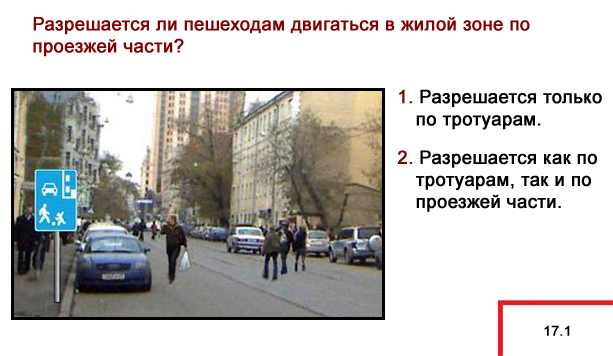 Разрешается ли пешеходам двигаться в жилой зоне по
проезжей части?
1. Разрешается только
по тротуарам.
2. Разрешается как по
тротуарам, так и по
проезжей части.
17.1